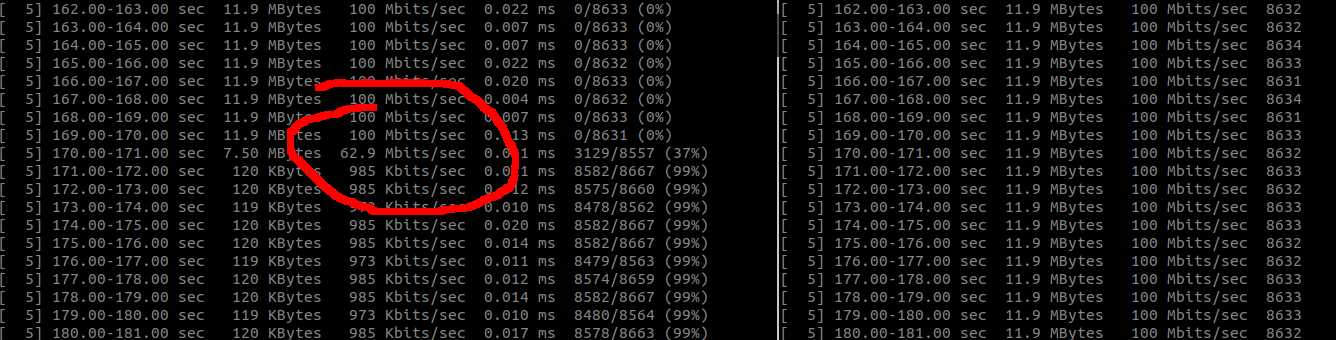 [  5] 162.00-163.00 sec  11.9 MBytes   100 Mbits/sec  0.022 ms  0/8633 (0%)
[  5] 163.00-164.00 sec  11.9 MBytes   100 Mbits/sec  0.007 ms  0/8633 (0%)
[  5] 164.00-165.00 sec  11.9 MBytes   100 Mbits/sec  0.007 ms  0/8633 (0%)
[  5] 165.00-166.00 sec  11.9 MBytes   100 Mbits/sec  0.022 ms  0/8632 (0%)
[  5] 166.00-167.00 sec  11.9 MBytes   100 Mbits/sec  0.020 ms  0/8633 (0%)
[  5] 167.00-168.00 sec  11.9 MBytes   100 Mbits/sec  0.004 ms  0/8632 (0%)
[  5] 168.00-169.00 sec  11.9 MBytes   100 Mbits/sec  0.007 ms  0/8633 (0%)
[  5] 169.00-170.00 sec  11.9 MBytes   100 Mbits/sec  ms  0/8631 (0%)
[  5] 170.00-171.00 sec  7.50 MBytes  62.9 Mbits/sec  ms  3129/8557 (37%)
[  5] 171.00-172.00 sec   120 KBytes   985 Kbits/sec  ms  8582/8667 (99%)
[  5] 172.00-173.00 sec   120 KBytes   985 Kbits/sec  ms  8575/8660 (99%)
[  5] 173.00-174.00 sec   119 KBytes   973 Kbits/sec  0.010 ms  8478/8562 (99%)
[  5] 174.00-175.00 sec   120 KBytes   985 Kbits/sec  0.020 ms  8582/8667 (99%)
[  5] 175.00-176.00 sec   120 KBytes   985 Kbits/sec  0.014 ms  8582/8667 (99%)
[  5] 176.00-177.00 sec   119 KBytes   973 Kbits/sec  0.011 ms  8479/8563 (99%)
[  5] 177.00-178.00 sec   120 KBytes   985 Kbits/sec  0.012 ms  8574/8659 (99%)
[  5] 178.00-179.00 sec   120 KBytes   985 Kbits/sec  0.014 ms  8582/8667 (99%)
[  5] 179.00-180.00 sec   119 KBytes   973 Kbits/sec  0.010 ms  8480/8564 (99%)
[  5] 180.00-181.00 sec   120 KBytes   985 Kbits/sec  0.017 ms  8578/8663 (99%)
[  5] 162.00-163.00 sec  11.9 MBytes   100 Mbits/sec  8632
[  5] 163.00-164.00 sec  11.9 MBytes   100 Mbits/sec  8632
[  5] 164.00-165.00 sec  11.9 MBytes   100 Mbits/sec  8634
[  5] 165.00-166.00 sec  11.9 MBytes   100 Mbits/sec  8633
[  5] 166.00-167.00 sec  11.9 MBytes   100 Mbits/sec  8631
[  5] 167.00-168.00 sec  11.9 MBytes   100 Mbits/sec  8634
[  5] 168.00-169.00 sec  11.9 MBytes   100 Mbits/sec  8631
[  5] 169.00-170.00 sec  11.9 MBytes   100 Mbits/sec  8633
[  5] 170.00-171.00 sec  11.9 MBytes   100 Mbits/sec  8632
[  5] 171.00-172.00 sec  11.9 MBytes   100 Mbits/sec  8633
[  5] 172.00-173.00 sec  11.9 MBytes   100 Mbits/sec  8632
[  5] 173.00-174.00 sec  11.9 MBytes   100 Mbits/sec  8633
[  5] 174.00-175.00 sec  11.9 MBytes   100 Mbits/sec  8633
[  5] 175.00-176.00 sec  11.9 MBytes   100 Mbits/sec  8632
[  5] 176.00-177.00 sec  11.9 MBytes   100 Mbits/sec  8633
[  5] 177.00-178.00 sec  11.9 MBytes   100 Mbits/sec  8633
[  5] 178.00-179.00 sec  11.9 MBytes   100 Mbits/sec  8633
[  5] 179.00-180.00 sec  11.9 MBytes   100 Mbits/sec  8633
[  5] 180.00-181.00 sec  11.9 MBytes   100 Mbits/sec  8632